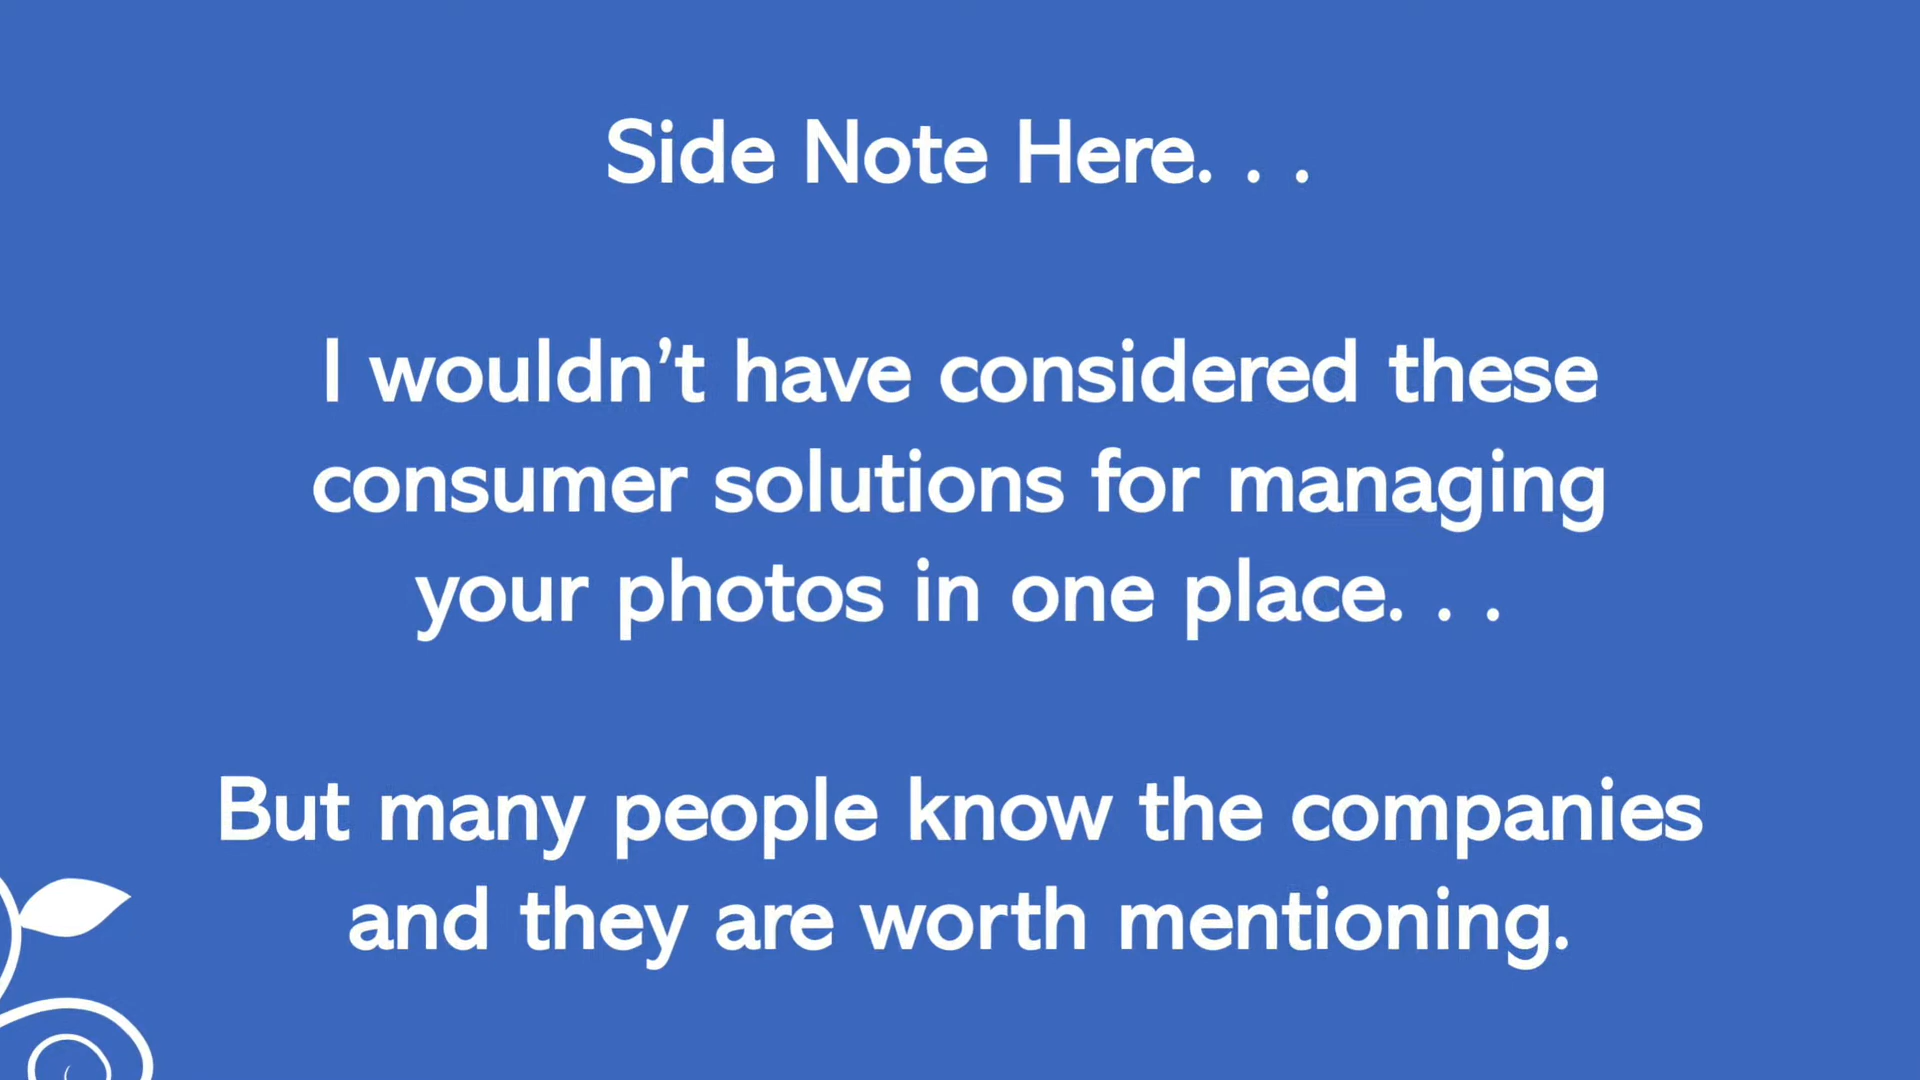 Side Note Here. . .
I wouldn’t have considered these
consumer solutions for managing
your photos in one place. . .
But many people know the companies
and they are worth mentioning.